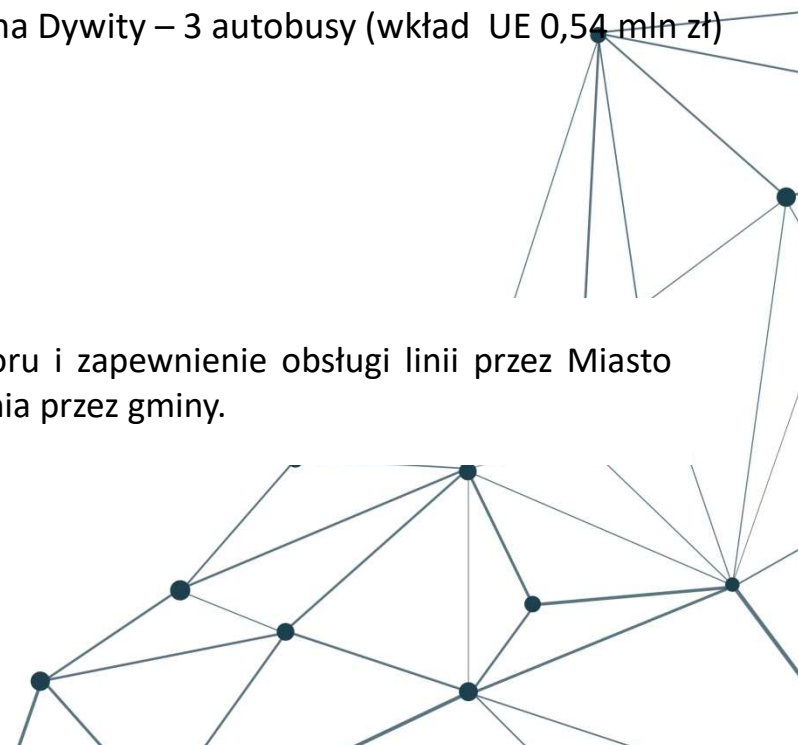 na Dywity – 3 autobusy (wkład UE 0,54 mln zł)
oru i zapewnienie obsługi linii przez Miasto
nia przez gminy.